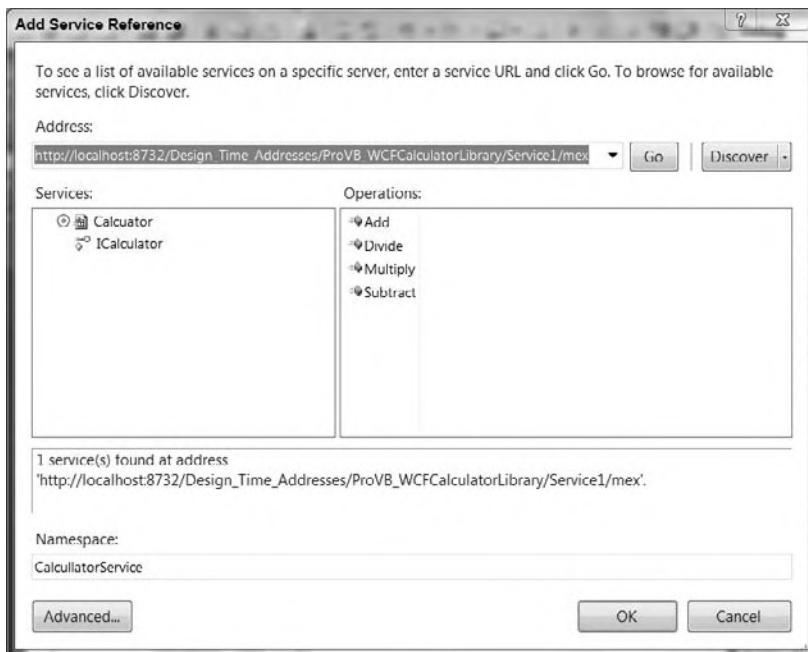 Add Service Reference
To see a list of available services on a specific server, enter a service URL and click Go. To browse for available
services, click Discover.
Address:
http://localhost:8732/Design_Time_Addresses/ProVB_WCFCalculatorLibrary/Service1/mex
Go
Discover
Services:
Operations:
Calcuator
ICalculator
Add
Divide
Multiply
Subtract
1 service(s) found at address
'http://localhost:8732/Design_Time_Addresses/ProVB_WCFCalculatorLibrary/Service1/mex'.
Namespace:
CalcullatorService
Advanced...
OK
Cancel